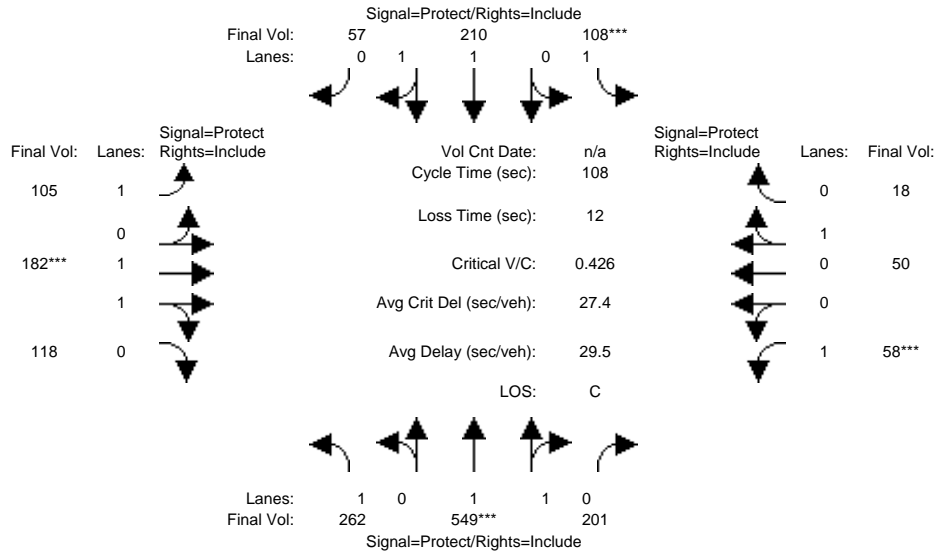 Signal=Protect/Rights=Include
Final Vol: 57 210 108***
Lanes: 0 1 1 0 1
Signal=Protect Signal=Protect
Final Vol: Lanes: Rights=Include Vol Cnt Date: n/a Rights=Include Lanes: Final Vol:
Cycle Time (sec): 108
105 1 0 18
Loss Time (sec): 12
0 1
182*** 1 Critical V/C: 0.426 0 50
1 Avg Crit Del (sec/veh): 27.4 0
118 0 Avg Delay (sec/veh): 29.5 1 58***
LOS: C
Lanes: 1 0 1 1 0
Final Vol: 262 549*** 201
Signal=Protect/Rights=Include